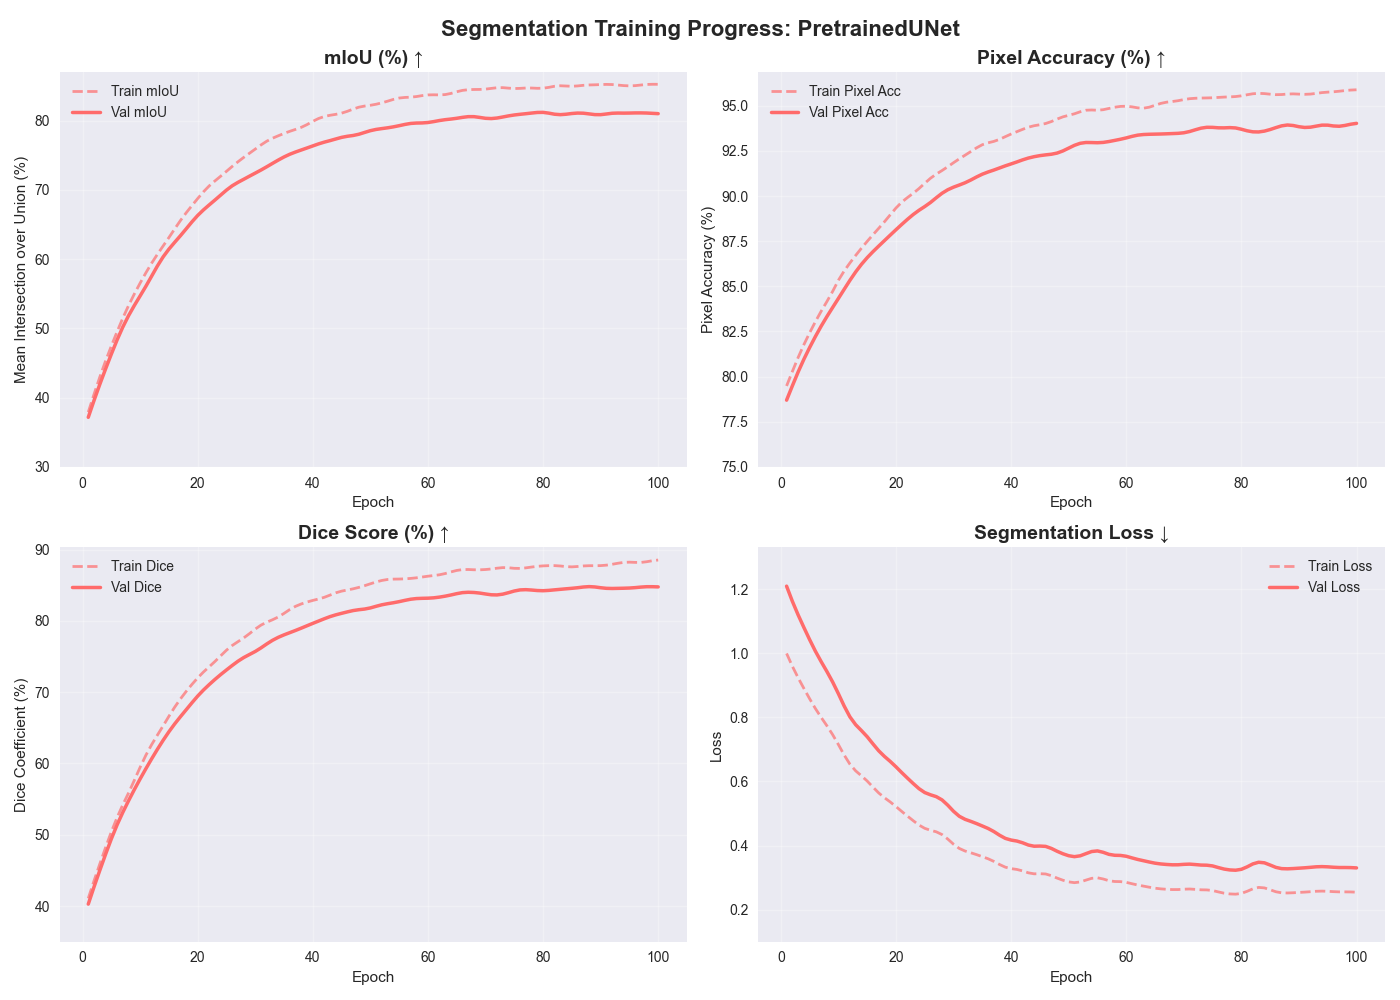 Segmentation Training Progress: PretrainedUNet
mIoU (%) ↑
Train mIoU
Val mIoU
Mean Intersection over Union (%)
80
70
60
50
40
30
0 20 40 60 80 100
Epoch
Pixel Accuracy (%) ↑
Train Pixel Acc
Val Pixel Acc
Pixel Accuracy (%)
95.0
92.5
90.0
87.5
85.0
82.5
80.0
77.5
75.0
0 20 40 60 80 100
Epoch
Dice Score (%) ↑
Train Dice
Val Dice
Dice Coefficient (%)
90
80
70
60
50
40
0 20 40 60 80 100
Epoch
Segmentation Loss ↓
Train Loss
Val Loss
Loss
1.2
1.0
0.8
0.6
0.4
0.2
0 20 40 60 80 100
Epoch